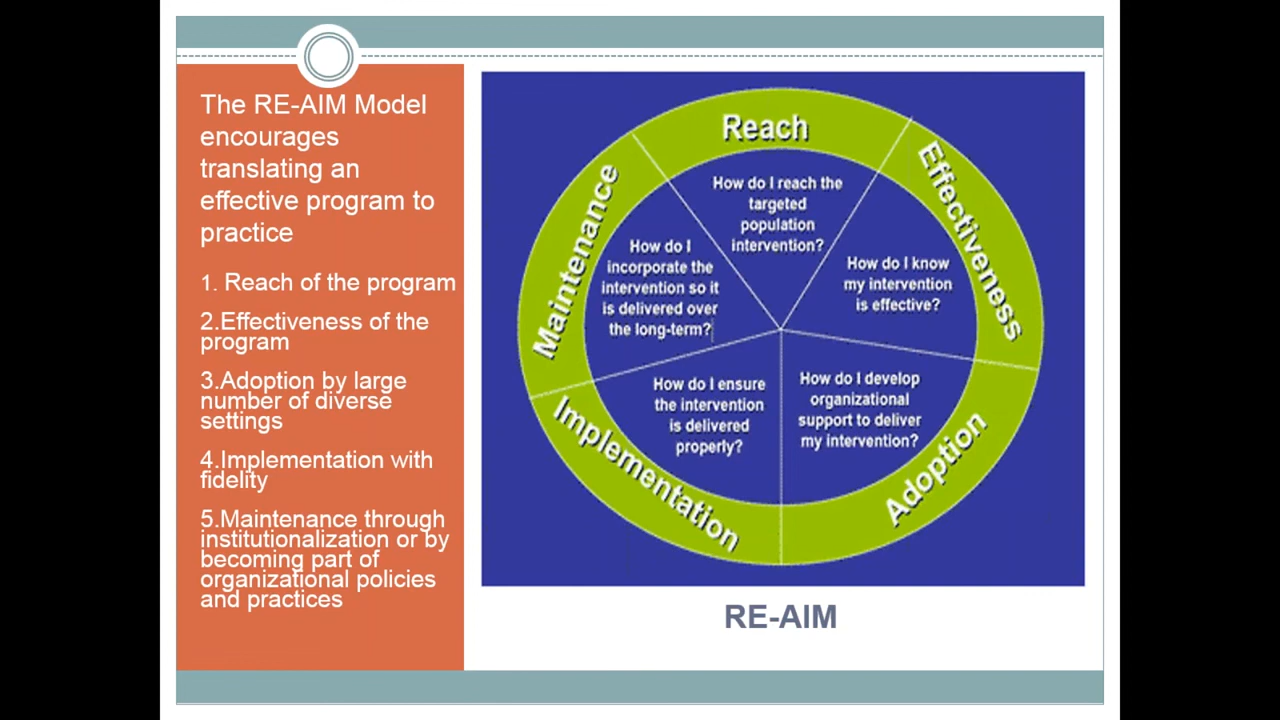 The RE-AIM Model
encourages
translating an
effective program to
practice
1. Reach of the program
2.Effectiveness of the
program
3.Adoption by large
number of diverse
settings
4.Implementation with
fidelity
5.Maintenance through
institutionalization or by
becoming part of
organizational policies
and practices
Reach
How do I reach the
targeted
population
intervention?
Effectiveness
How do I know
my intervention
is effective?
Adoption
How do I develop
organizational
support to deliver
my intervention?
Implementation
How do I ensure
the intervention
is delivered
properly?
Maintenance
How do I
incorporate the
intervention so it
is delivered over
the long-term?
RE-AIM